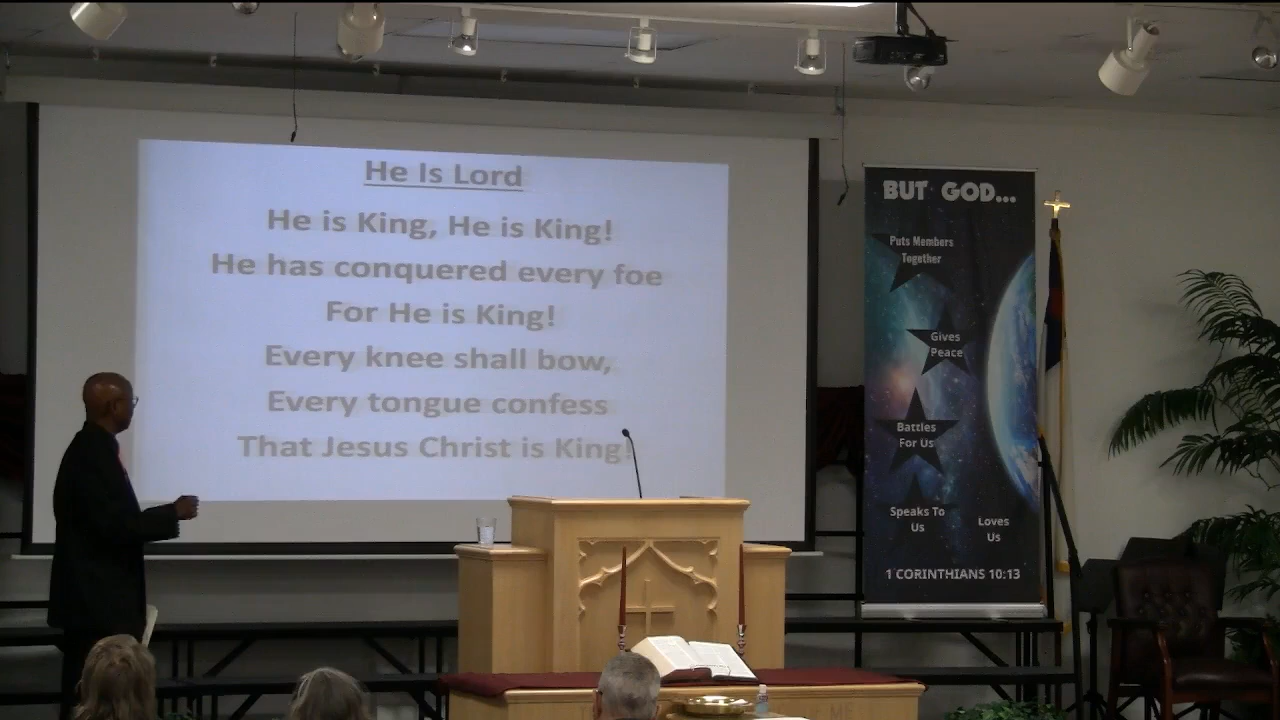 He Is Lord
He is King, He is King!
He has conquered every foe
For He is King!
Every knee shall bow,
Every tongue confess
That Jesus Christ is King!
BUT GOD...
Puts Members
Together
Gives
Peace
Battles
For Us
Speaks To
Us
Loves
Us
1 CORINTHIANS 10:13
OF ME